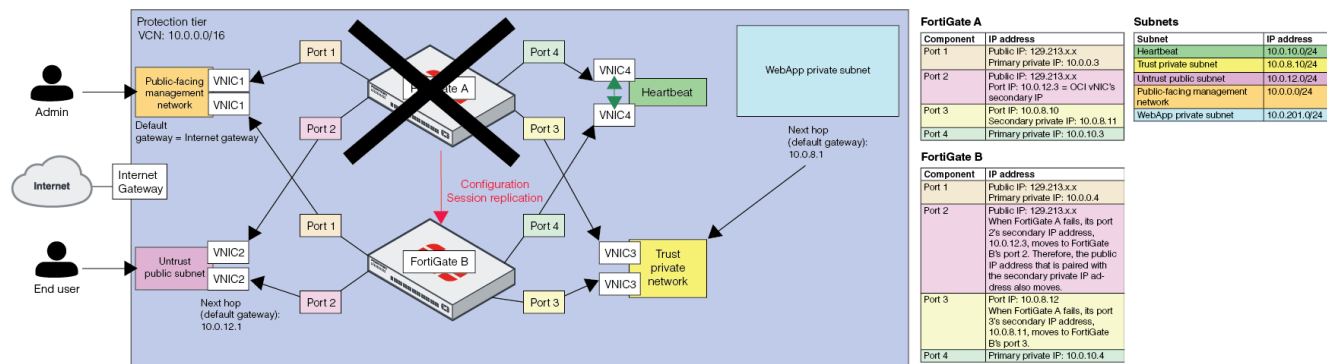 Protection tier
VCN: 10.0.0.0/16
Port 1
Port 4
VNIC1
Public-facing
management
network
VNIC1
Admin
Default
gateway = Internet gateway
Port 2
A
VNIC4
Heartbeat
VNIC4
Port 3
WebApp private subnet
Next hop
(default gateway):
10.0.8.1
Internet
Internet
Gateway
Configuration
Session replication
Port 1
Port 4
FortiGate B
VNIC2
Untrust
public subnet
VNIC2
End user
Next hop
(default gateway):
10.0.12.1
Port 2
Port 3
VNIC3
Trust
private
network
VNIC3
FortiGate A
Component IP address
Port 1 Public IP: 129.213.x.x
Primary private IP: 10.0.0.3
Port 2 Public IP: 129.213.x.x
Port IP: 10.0.12.3 = OCI vNIC's
secondary IP
Port 3 Port IP: 10.0.8.10
Secondary private IP: 10.0.8.11
Port 4 Primary private IP: 10.0.10.3
FortiGate B
Component IP address
Port 1 Public IP: 129.213.x.x
Primary private IP: 10.0.0.4
Port 2 Public IP: 129.213.x.x
When FortiGate A fails, its port
2's secondary IP address,
10.0.12.3, moves to FortiGate
B's port 2. Therefore, the public
IP address that is paired with
the secondary private IP ad-
dress also moves.
Port 3 Port IP: 10.0.8.12
When FortiGate A fails, its port
3's secondary IP address,
10.0.8.11, moves to FortiGate
B's port 3.
Port 4 Primary private IP: 10.0.10.4
Subnets
Subnet IP address
Heartbeat 10.0.10.0/24
Trust private subnet 10.0.8.10/24
Untrust public subnet 10.0.12.0/24
Public-facing management
network 10.0.0.0/24
WebApp private subnet 10.0.201.0/24